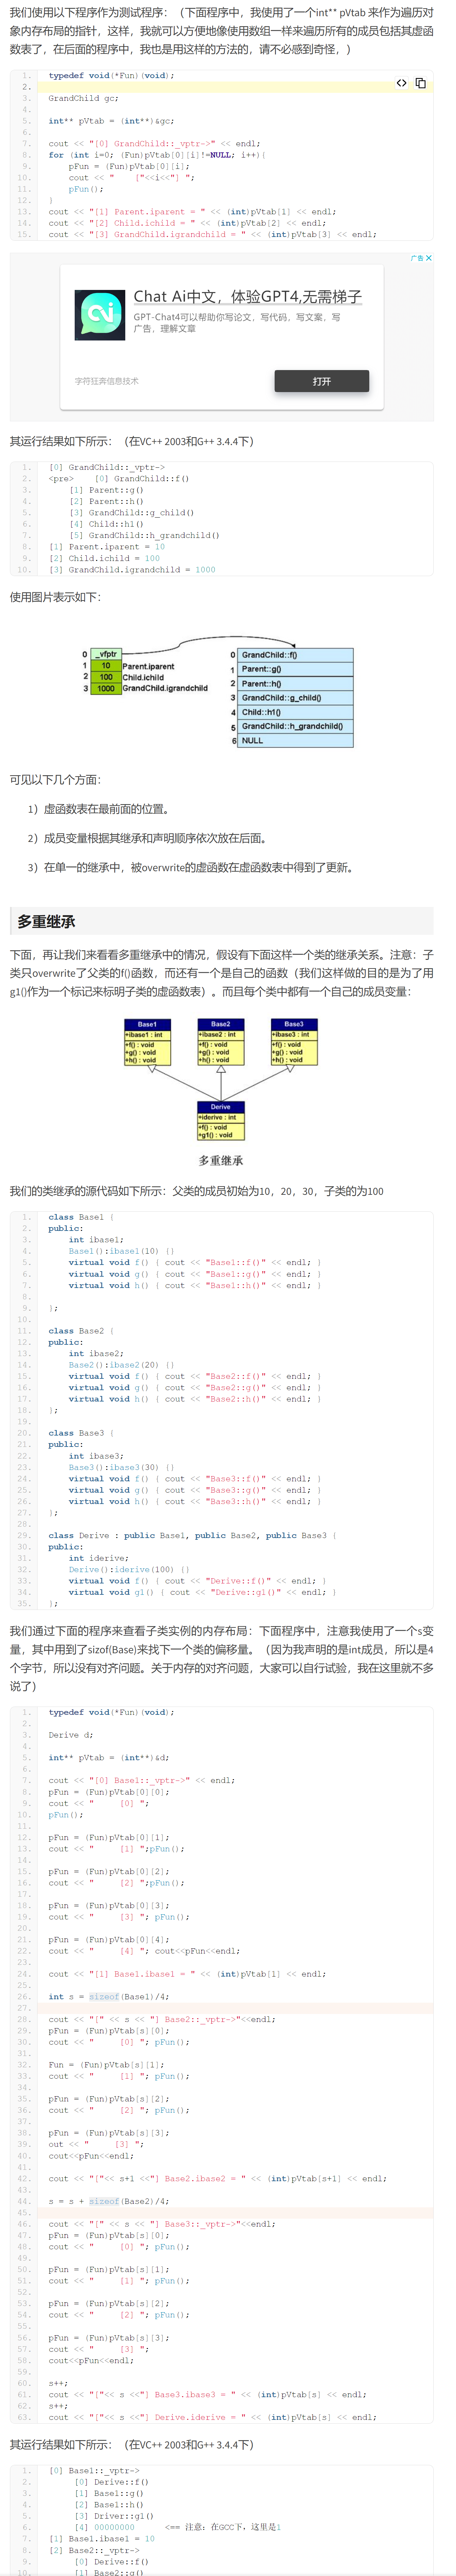 我们使用以下程序作为测试程序：（下面程序中，我使用了一个int** pVtab 来作为遍历对
象内存布局的指针，这样，我就可以方便地像使用数组一样来遍历所有的成员包括其虚函
数表了，在后面的程序中，我也是用这样的方法的，请不必感到奇怪，）
1. typedef void(*Fun)(void);
2.
3. GrandChild gc;
4.
5. int** pVtab = (int**)&gc;
6.
7. cout << "[0] GrandChild::_vptr->" << endl;
8. for (int i=0; (Fun)pVtab[0][i]!=NULL; i++){
9.     pFun = (Fun)pVtab[0][i];
10.     cout << "    ["<<i<<"] ";
11.     pFun();
12. }
13. cout << "[1] Parent.iparent = " << (int)pVtab[1] << endl;
14. cout << "[2] Child.ichild = " << (int)pVtab[2] << endl;
15. cout << "[3] GrandChild.igrandchild = " << (int)pVtab[3] << endl;
广告
Chat Ai中文，体验GPT4,无需梯子
GPT-Chat4可以帮助你写论文，写代码，写文案，写
广告，理解文章
字符狂奔信息技术
打开
其运行结果如下所示：（在VC++ 2003和G++ 3.4.4下）
1. [0] GrandChild::_vptr->
2. <pre>    [0] GrandChild::f()
3.     [1] Parent::g()
4.     [2] Parent::h()
5.     [3] GrandChild::g_child()
6.     [4] Child::h1()
7.     [5] GrandChild::h_grandchild()
8. [1] Parent.iparent = 10
9. [2] Child.ichild = 100
10. [3] GrandChild.igrandchild = 1000
使用图片表示如下：
0 _vfptr
1 10 Parent.iparent
2 100 Child.ichild
3 1000 GrandChild.igrandchild
0 GrandChild::f()
1 Parent::g()
2 Parent::h()
3 GrandChild::g_child()
4 Child::h1()
5 GrandChild::h_grandchild()
6 NULL
可见以下几个方面：
1）虚函数表在最前面的位置。
2）成员变量根据其继承和声明顺序依次放在后面。
3）在单一的继承中，被overwrite的虚函数在虚函数表中得到了更新。
多重继承
下面，再让我们来看看多重继承中的情况，假设有下面这样一个类的继承关系。注意：子
类只overwrite了父类的f()函数，而还有一个是自己的函数（我们这样做的目的是为了用
g1()作为一个标记来标明子类的虚函数表）。而且每个类中都有一个自己的成员变量：
Base1
+ibase1 : int
+f() : void
+g() : void
+h() : void
Base2
+ibase2 : int
+f() : void
+g() : void
+h() : void
Base3
+ibase3 : int
+f() : void
+g() : void
+h() : void
Derive
+iderive : int
+f() : void
+g1() : void
多重继承
我们的类继承的源代码如下所示：父类的成员初始为10，20，30，子类的为100
1. class Base1 {
2. public:
3.     int ibase1;
4.     Base1():ibase1(10) {}
5.     virtual void f() { cout << "Base1::f()" << endl; }
6.     virtual void g() { cout << "Base1::g()" << endl; }
7.     virtual void h() { cout << "Base1::h()" << endl; }
8.
9. };
10.
11. class Base2 {
12. public:
13.     int ibase2;
14.     Base2():ibase2(20) {}
15.     virtual void f() { cout << "Base2::f()" << endl; }
16.     virtual void g() { cout << "Base2::g()" << endl; }
17.     virtual void h() { cout << "Base2::h()" << endl; }
18. };
19.
20. class Base3 {
21. public:
22.     int ibase3;
23.     Base3():ibase3(30) {}
24.     virtual void f() { cout << "Base3::f()" << endl; }
25.     virtual void g() { cout << "Base3::g()" << endl; }
26.     virtual void h() { cout << "Base3::h()" << endl; }
27. };
28.
29. class Derive : public Base1, public Base2, public Base3 {
30. public:
31.     int iderive;
32.     Derive():iderive(100) {}
33.     virtual void f() { cout << "Derive::f()" << endl; }
34.     virtual void g1() { cout << "Derive::g1()" << endl; }
35. };
我们通过下面的程序来查看子类实例的内存布局：下面程序中，注意我使用了一个s变
量，其中用到了sizof(Base)来找下一个类的偏移量。（因为我声明的是int成员，所以是4
个字节，所以没有对齐问题。关于内存的对齐问题，大家可以自行试验，我在这里就不多
说了）
1. typedef void(*Fun)(void);
2.
3. Derive d;
4.
5. int** pVtab = (int**)&d;
6.
7. cout << "[0] Base1::_vptr->" << endl;
8. pFun = (Fun)pVtab[0][0];
9. cout << "     [0] ";
10. pFun();
11.
12. pFun = (Fun)pVtab[0][1];
13. cout << "     [1] ";pFun();
14.
15. pFun = (Fun)pVtab[0][2];
16. cout << "     [2] ";pFun();
17.
18. pFun = (Fun)pVtab[0][3];
19. cout << "     [3] "; pFun();
20.
21. pFun = (Fun)pVtab[0][4];
22. cout << "     [4] "; cout<<pFun<<endl;
23.
24. cout << "[1] Base1.ibase1 = " << (int)pVtab[1] << endl;
25.
26. int s = sizeof(Base1)/4;
27.
28. cout << "[" << s << "] Base2::_vptr->"<<endl;
29. pFun = (Fun)pVtab[s][0];
30. cout << "     [0] "; pFun();
31.
32. Fun = (Fun)pVtab[s][1];
33. cout << "     [1] "; pFun();
34.
35. pFun = (Fun)pVtab[s][2];
36. cout << "     [2] "; pFun();
37.
38. pFun = (Fun)pVtab[s][3];
39. out << "     [3] ";
40. cout<<pFun<<endl;
41.
42. cout << "["<< s+1 <<"] Base2.ibase2 = " << (int)pVtab[s+1] << endl;
43.
44. s = s + sizeof(Base2)/4;
45.
46. cout << "[" << s << "] Base3::_vptr->"<<endl;
47. pFun = (Fun)pVtab[s][0];
48. cout << "     [0] "; pFun();
49.
50. pFun = (Fun)pVtab[s][1];
51. cout << "     [1] "; pFun();
52.
53. pFun = (Fun)pVtab[s][2];
54. cout << "     [2] "; pFun();
55.
56. pFun = (Fun)pVtab[s][3];
57. cout << "     [3] ";
58. cout<<pFun<<endl;
59.
60. s++;
61. cout << "["<< s <<"] Base3.ibase3 = " << (int)pVtab[s] << endl;
62. s++;
63. cout << "["<< s <<"] Derive.iderive = " << (int)pVtab[s] << endl;
其运行结果如下所示：（在VC++ 2003和G++ 3.4.4下）
1. [0] Base1::_vptr->
2.      [0] Derive::f()
3.      [1] Base1::g()
4.      [2] Base1::h()
5.      [3] Driver::g1()
6.      [4] 00000000      <== 注意：在GCC下，这里是1
7. [1] Base1.ibase1 = 10
8. [2] Base2::_vptr->
9.      [0] Derive::f()
10.      [1] Base2::g()